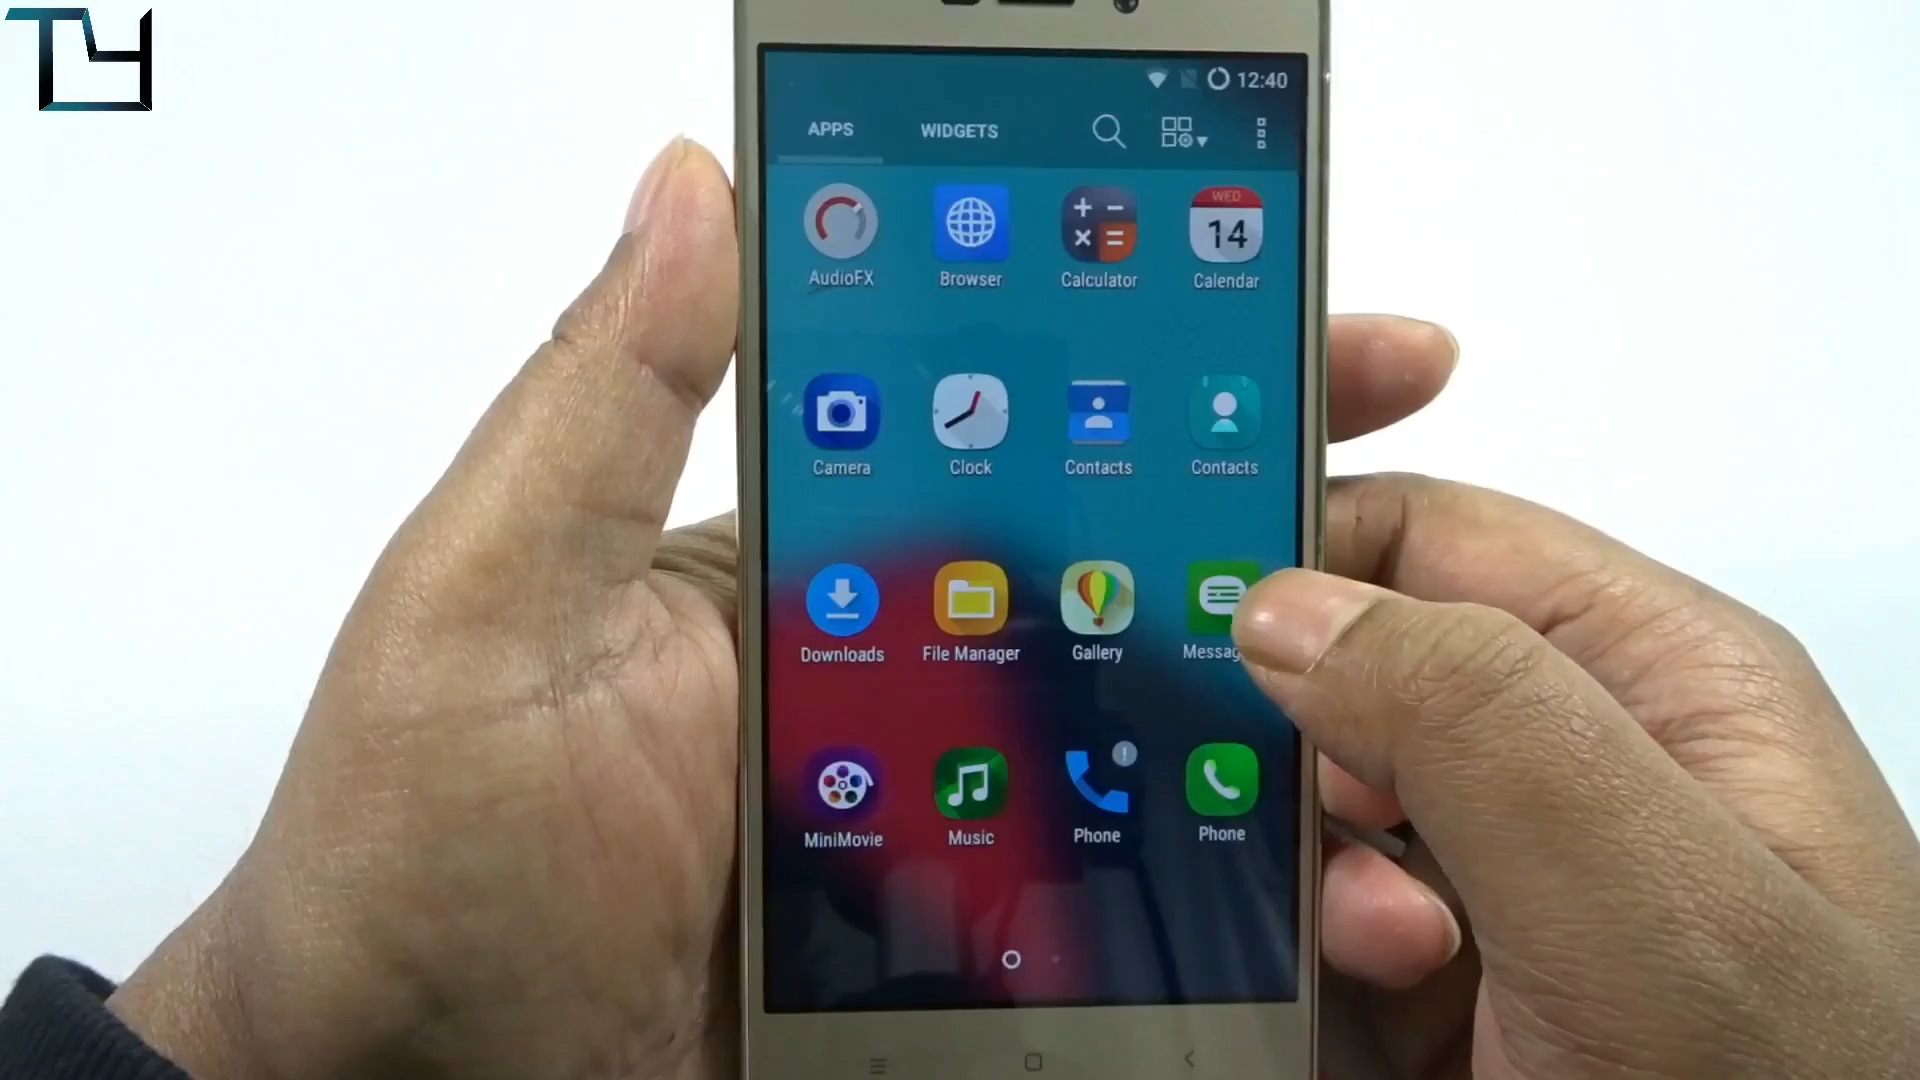 TY
12:40
APPS WIDGETS
WED
14
AudioFX Browser Calculator Calendar
Camera Clock Contacts Contacts
Downloads File Manager Gallery
MiniMovie Music Phone Phone